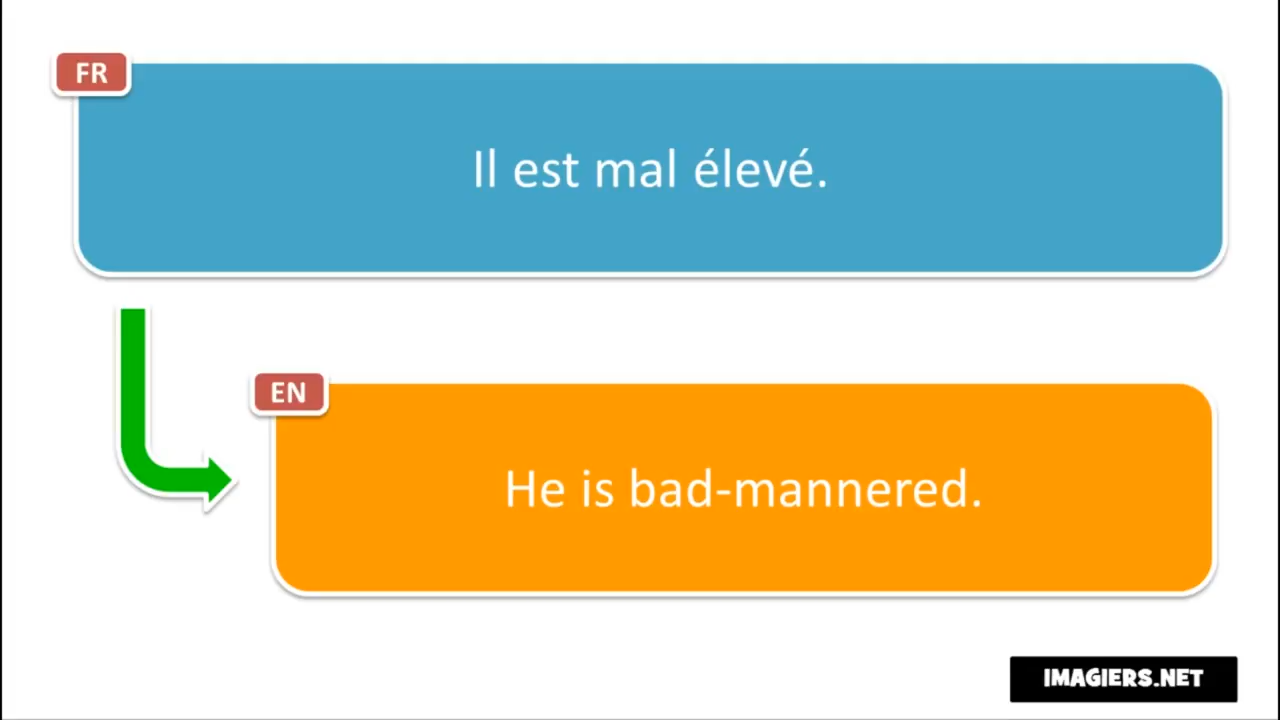 FR
Il est mal élevé.
EN
He is bad-mannered.
IMAGIERS.NET